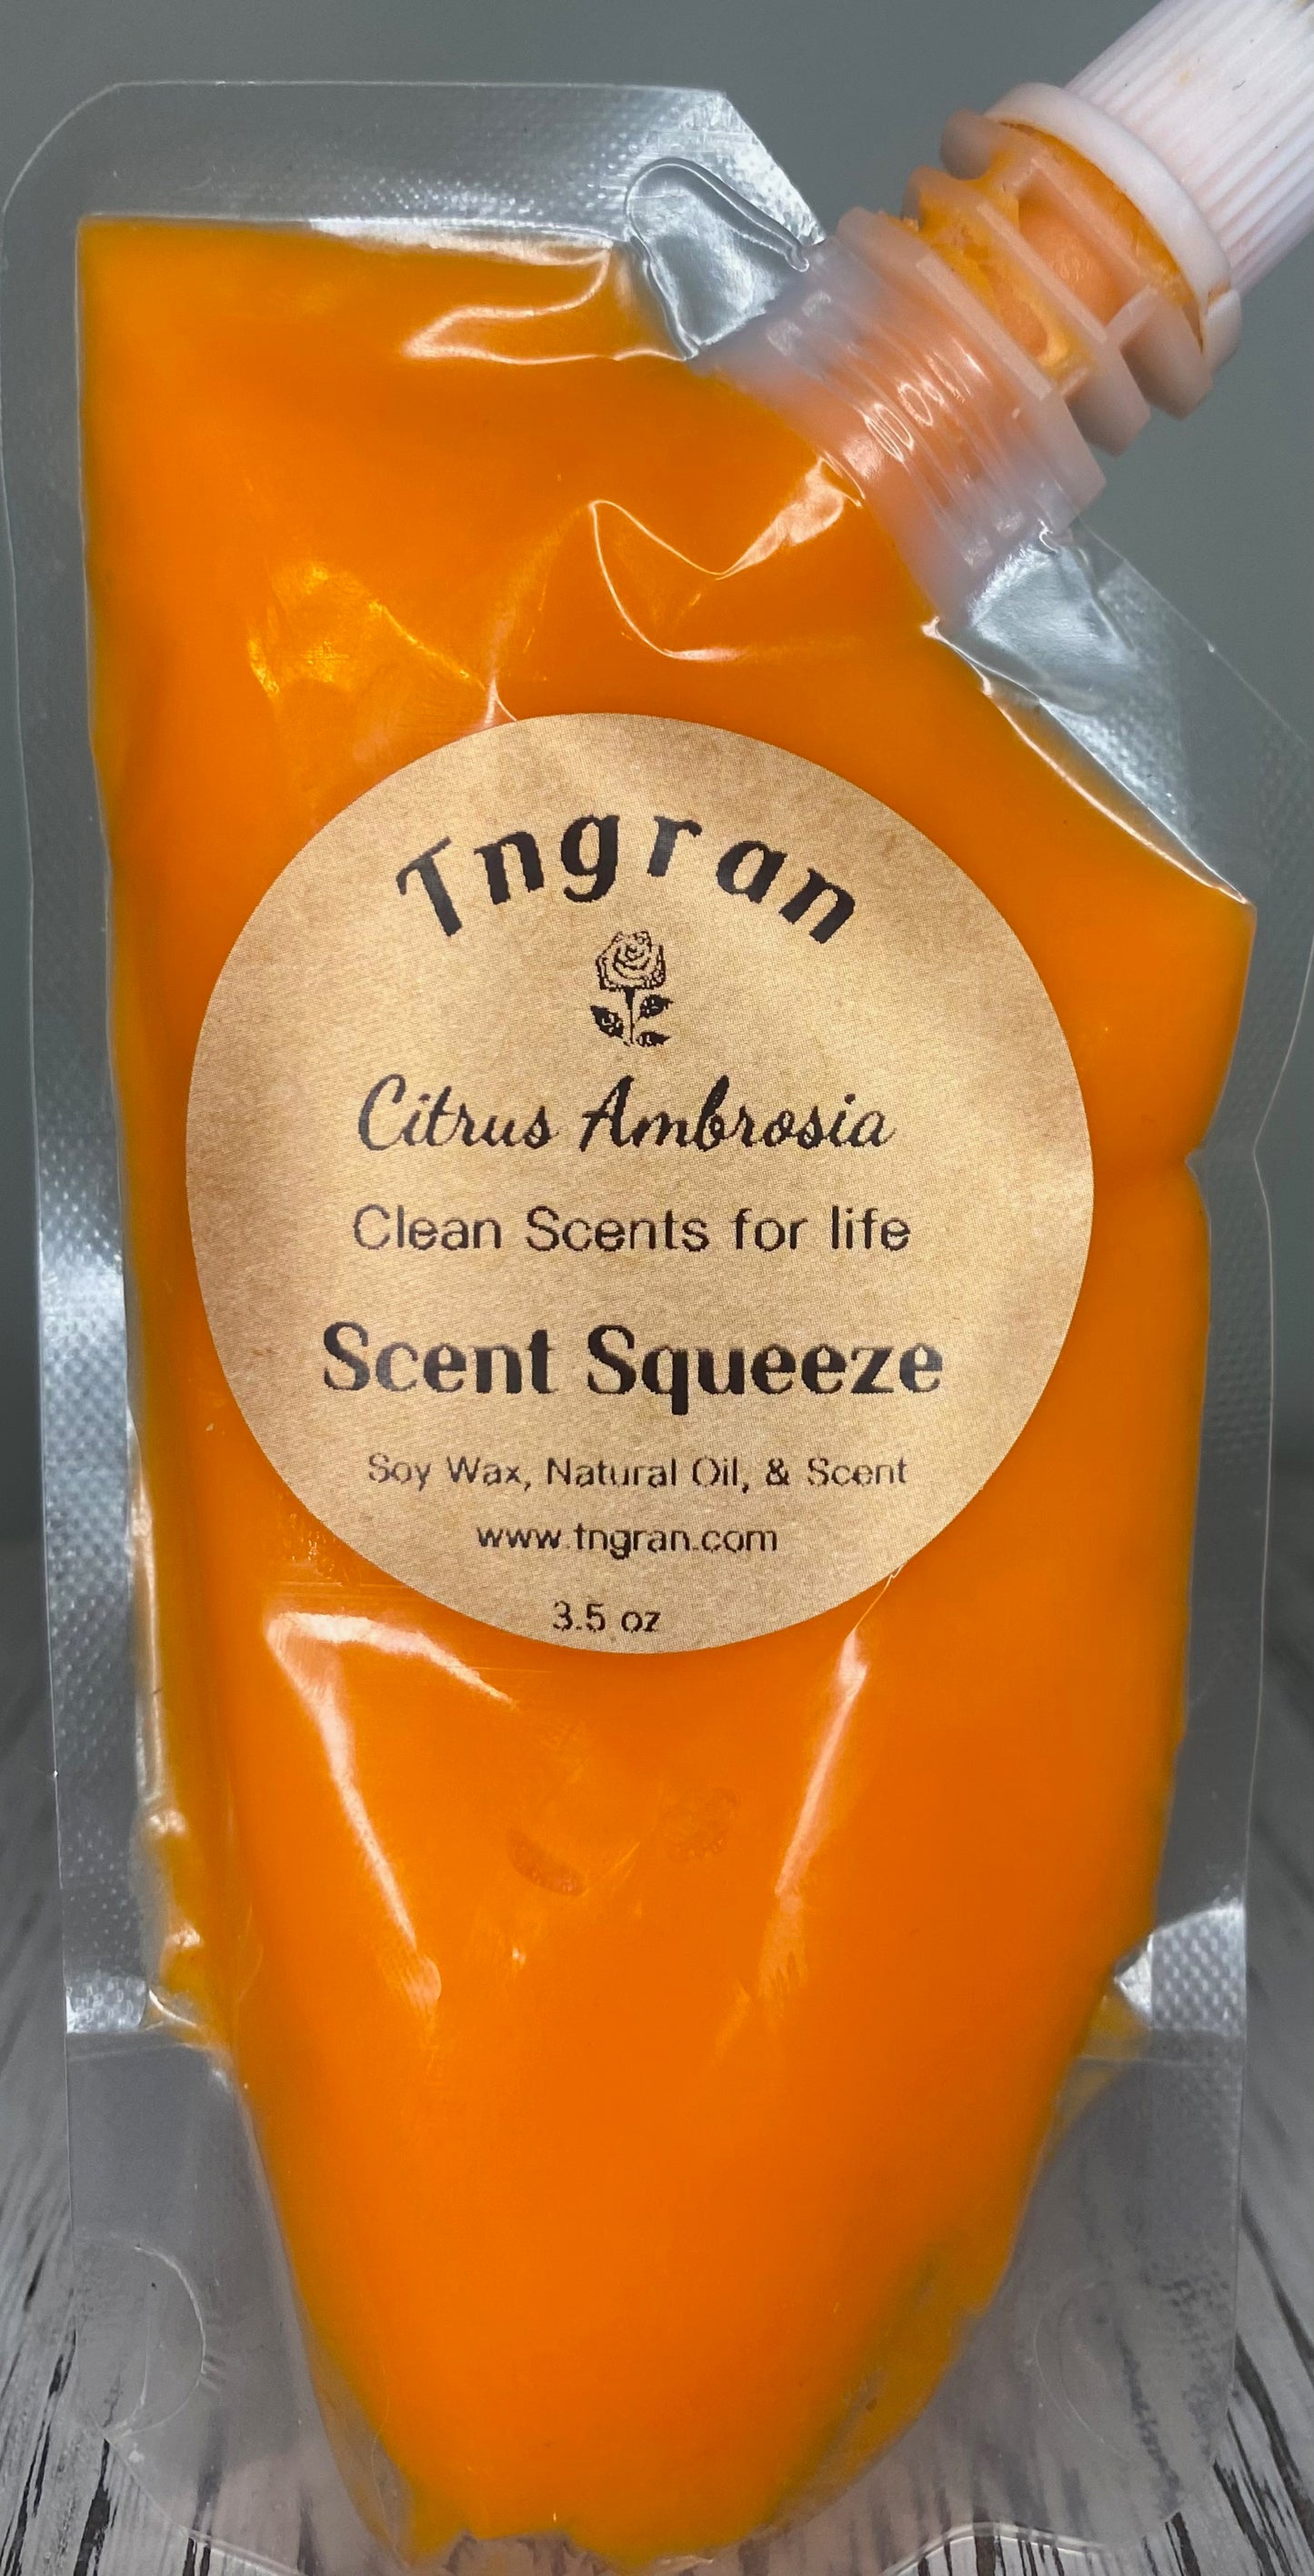 Tngran
Citrus Ambrosia
Clean Scents for life
Scent Squeeze
Soy Wax, Natural Oil, & Scent
www.tngran.com
3.5 oz